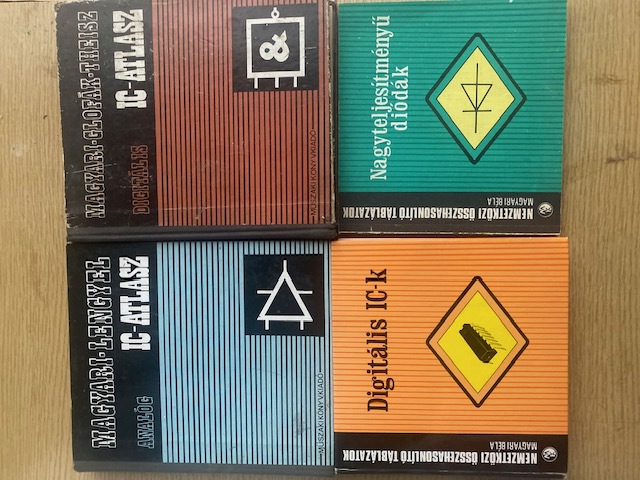 MAGYARI·GLOFÁK·THEISZ
IC-ATLASZ
DIGITÁLIS
&
MŰSZAKI KÖNYVKIADÓ
Nagyteljesítményű
diódák
NEMZETKÖZI ÖSSZEHASONLÍTÓ TÁBLÁZATOK
MAGYARI BÉLA
MAGYARI·LENGYEL
IC-ATLASZ
ANALÓG
MŰSZAKI KÖNYVKIADÓ
Digitális IC-k
NEMZETKÖZI ÖSSZEHASONLÍTÓ TÁBLÁZATOK
MAGYARI BÉLA